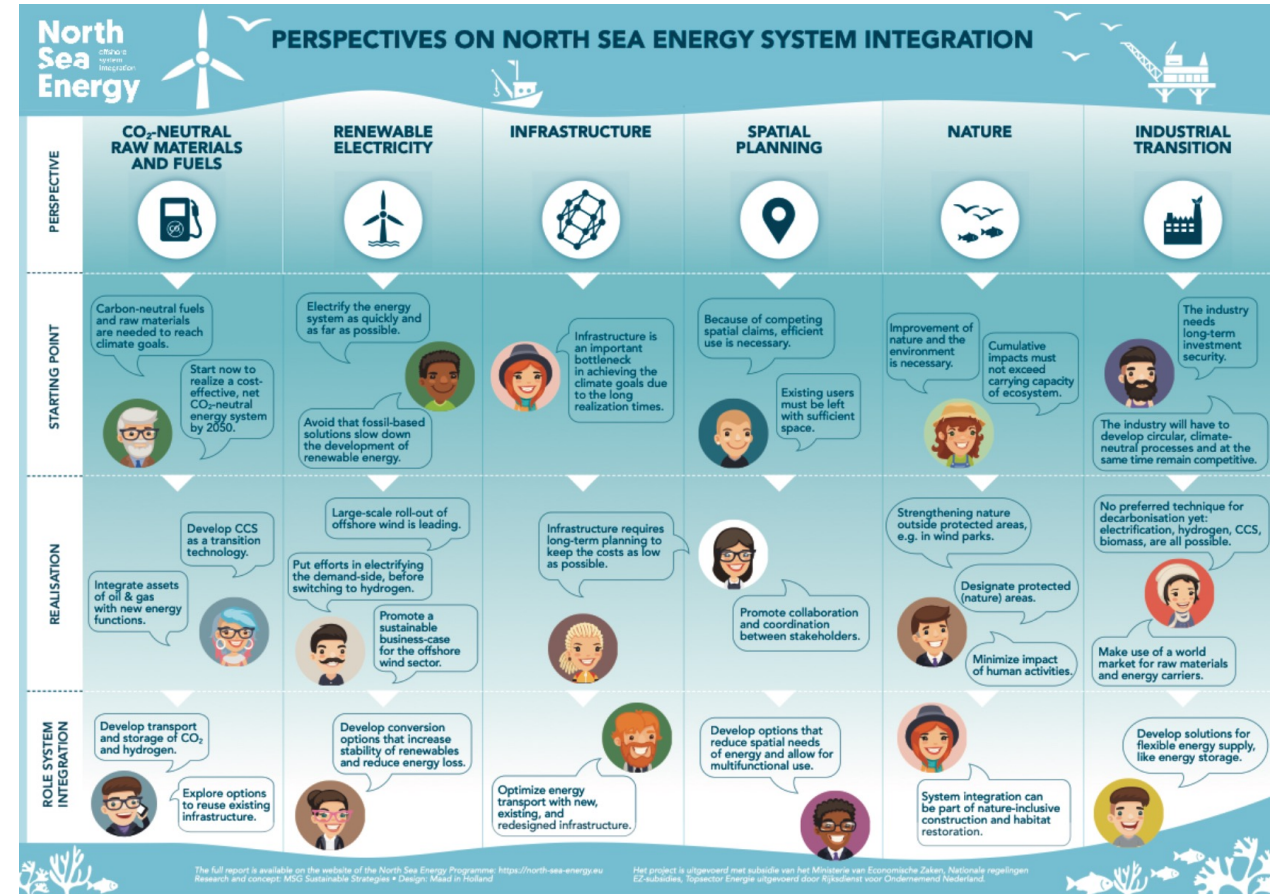 North
Sea
Energy
offshore
system
integration
PERSPECTIVES ON NORTH SEA ENERGY SYSTEM INTEGRATION
PERSPECTIVE
CO₂-NEUTRAL
RAW MATERIALS
AND FUELS
RENEWABLE
ELECTRICITY
INFRASTRUCTURE
SPATIAL
PLANNING
NATURE
INDUSTRIAL
TRANSITION
STARTING POINT
Carbon-neutral fuels
and raw materials
are needed to reach
climate goals.
Start now to
realize a cost-
effective, net
CO₂-neutral
energy system
by 2050.
Electrify the energy
system as quickly and
as far as possible.
Avoid that fossil-based
solutions slow down
the development of
renewable energy.
Infrastructure is
an important
bottleneck
in achieving the
climate goals due
to the long
realization times.
Because of competing
spatial claims, efficient
use is necessary.
Existing users
must be left
with sufficient
space.
Improvement of
nature and the
environment
is necessary.
Cumulative
impacts must
not exceed
carrying capacity
of ecosystem.
The industry
needs
long-term
investment
security.
The industry will have to
develop circular, climate-
neutral processes and at the
same time remain competitive.
REALISATION
Develop CCS
as a transition
technology.
Integrate assets
of oil & gas
with new energy
functions.
Large-scale roll-out of
offshore wind is leading.
Put efforts in electrifying
the demand-side, before
switching to hydrogen.
Promote a
sustainable
business-case
for the offshore
wind sector.
Infrastructure requires
long-term planning to
keep the costs as low
as possible.
Promote collaboration
and coordination
between stakeholders.
Strengthening nature
outside protected areas,
e.g. in wind parks.
Designate protected
(nature) areas.
Minimize impact
of human activities.
No preferred technique for
decarbonisation yet:
electrification, hydrogen, CCS,
biomass, are all possible.
Make use of a world
market for raw materials
and energy carriers.
ROLE SYSTEM
INTEGRATION
Develop transport
and storage of CO₂
and hydrogen.
Explore options
to reuse existing
infrastructure.
Develop conversion
options that increase
stability of renewables
and reduce energy loss.
Optimize energy
transport with new,
existing, and
redesigned infrastructure.
Develop options that
reduce spatial needs
of energy and allow for
multifunctional use.
System integration can
be part of nature-inclusive
construction and habitat
restoration.
Develop solutions for
flexible energy supply,
like energy storage.
The full report is available on the website of the North Sea Energy Programme: https://north-sea-energy.eu
Research and concept: MSG Sustainable Strategies • Design: Maad in Holland
Het project is uitgevoerd met subsidie van het Ministerie van Economische Zaken, Nationale regelingen
EZ-subsidies, Topsector Energie uitgevoerd door Rijksdienst voor Ondernemend Nederland.